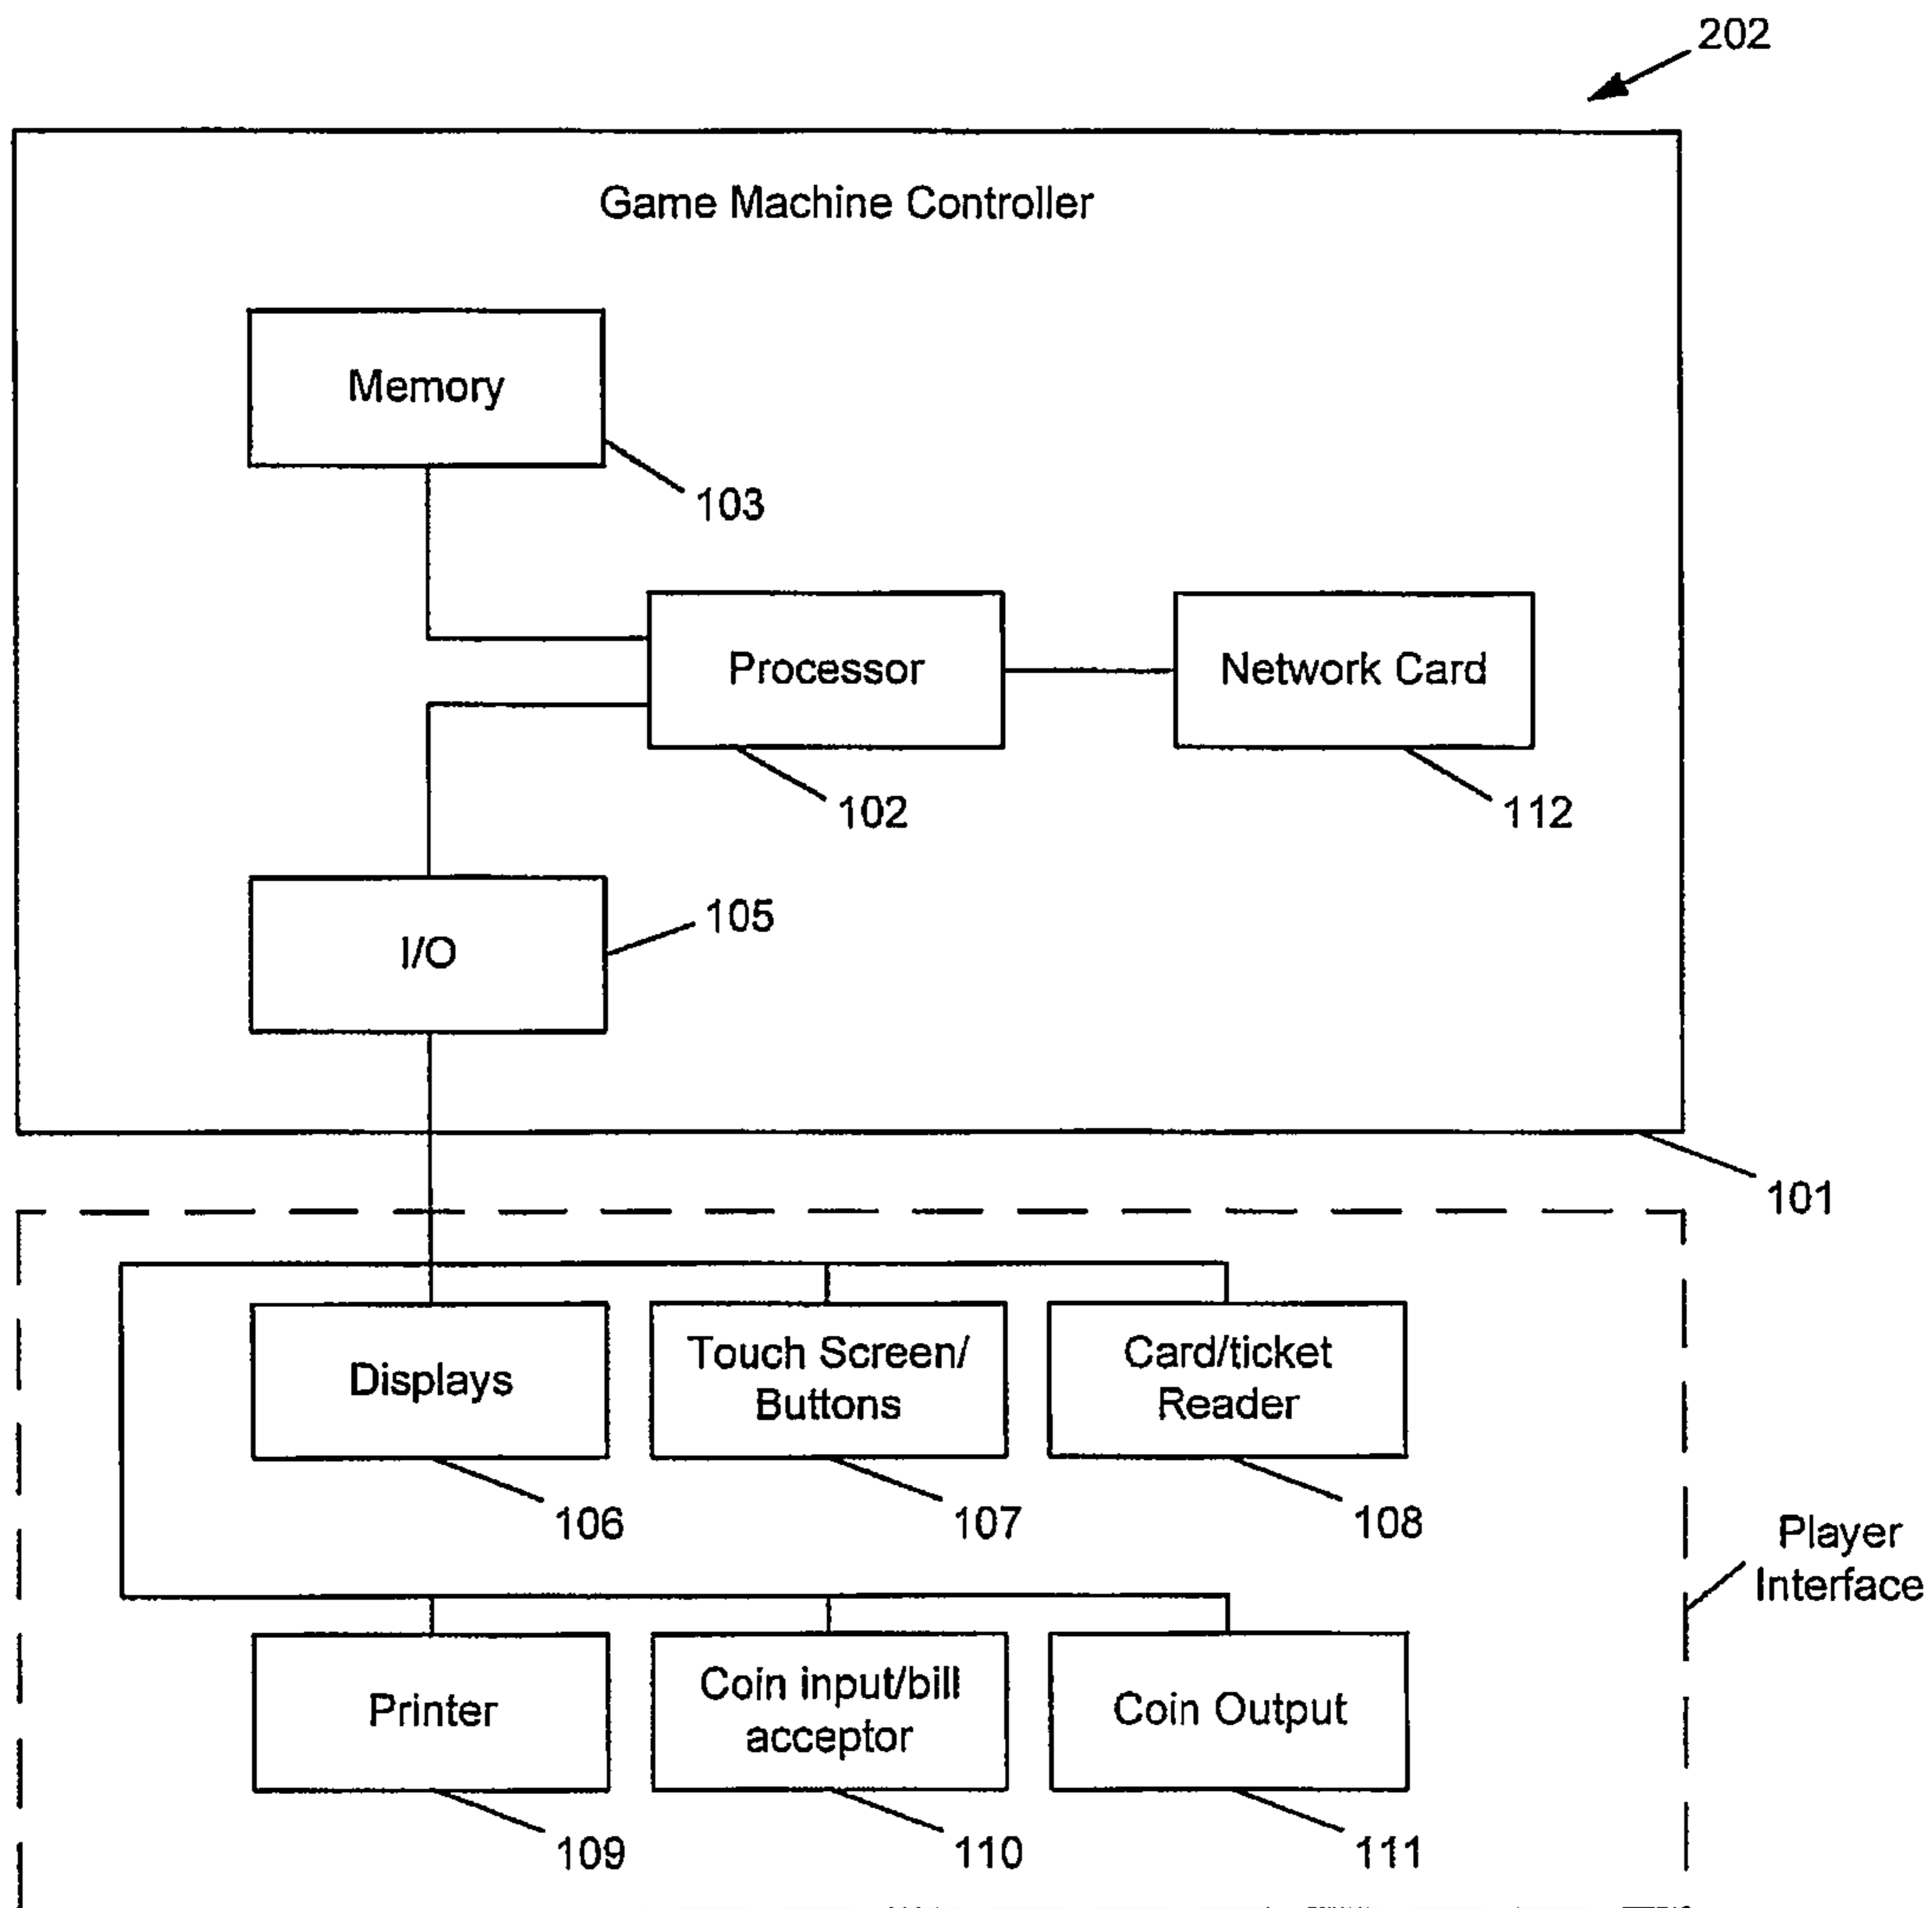 202
Game Machine Controller
Memory
103
Processor
Network Card
102
112
I/O
105
101
Displays
Touch Screen/
Buttons
Card/ticket
Reader
106
107
108
Player
Interface
Printer
Coin input/bill
acceptor
Coin Output
109
110
111